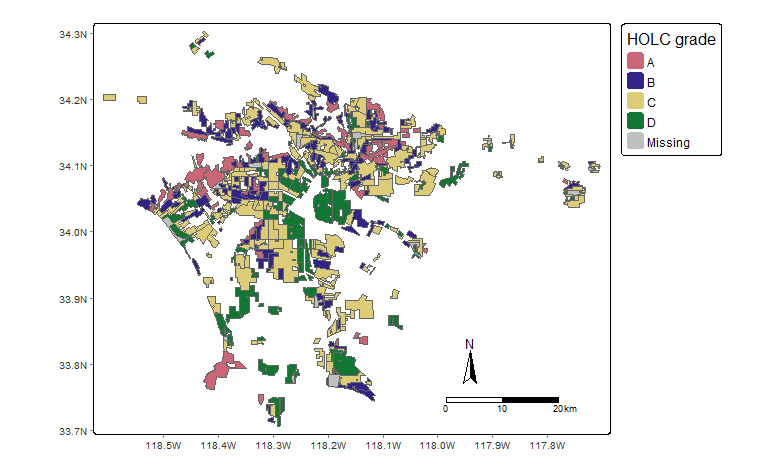 HOLC grade
A
B
C
D
Missing
34.3N
34.2N
34.1N
34.0N
33.9N
33.8N
33.7N
N
0 10 20 km
118.5W 118.4W 118.3W 118.2W 118.1W 118.0W 117.9W 117.8W